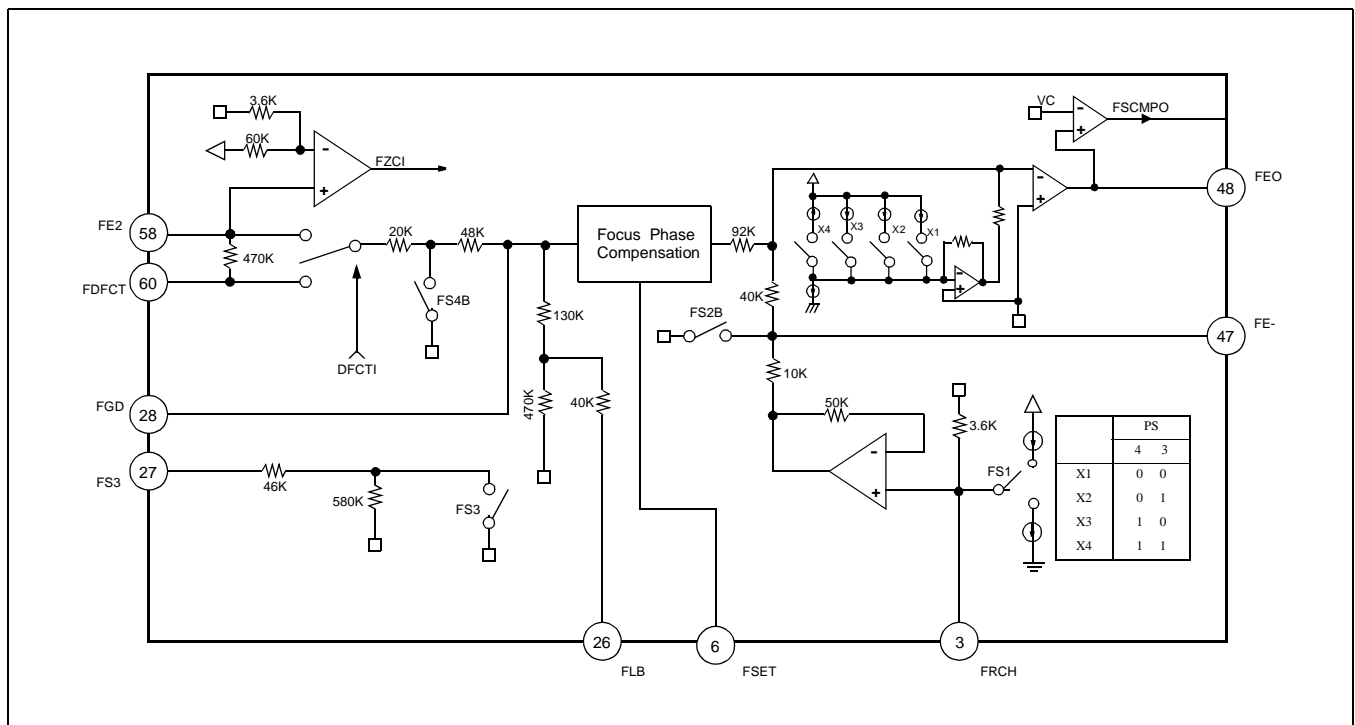 3.6K
60K
FZCI
FE2
58
470K
60
FDFCT
20K
48K
FS4B
DFCTI
FGD
28
27
FS3
46K
580K
FS3
130K
470K
40K
Focus Phase
Compensation
92K
40K
FS2B
10K
50K
3.6K
FS1
X4
X3
X2
X1
VC
FSCMPO
48
FEO
47
FE-
PS
4 3
X1 0 0
X2 0 1
X3 1 0
X4 1 1
26
FLB
6
FSET
3
FRCH